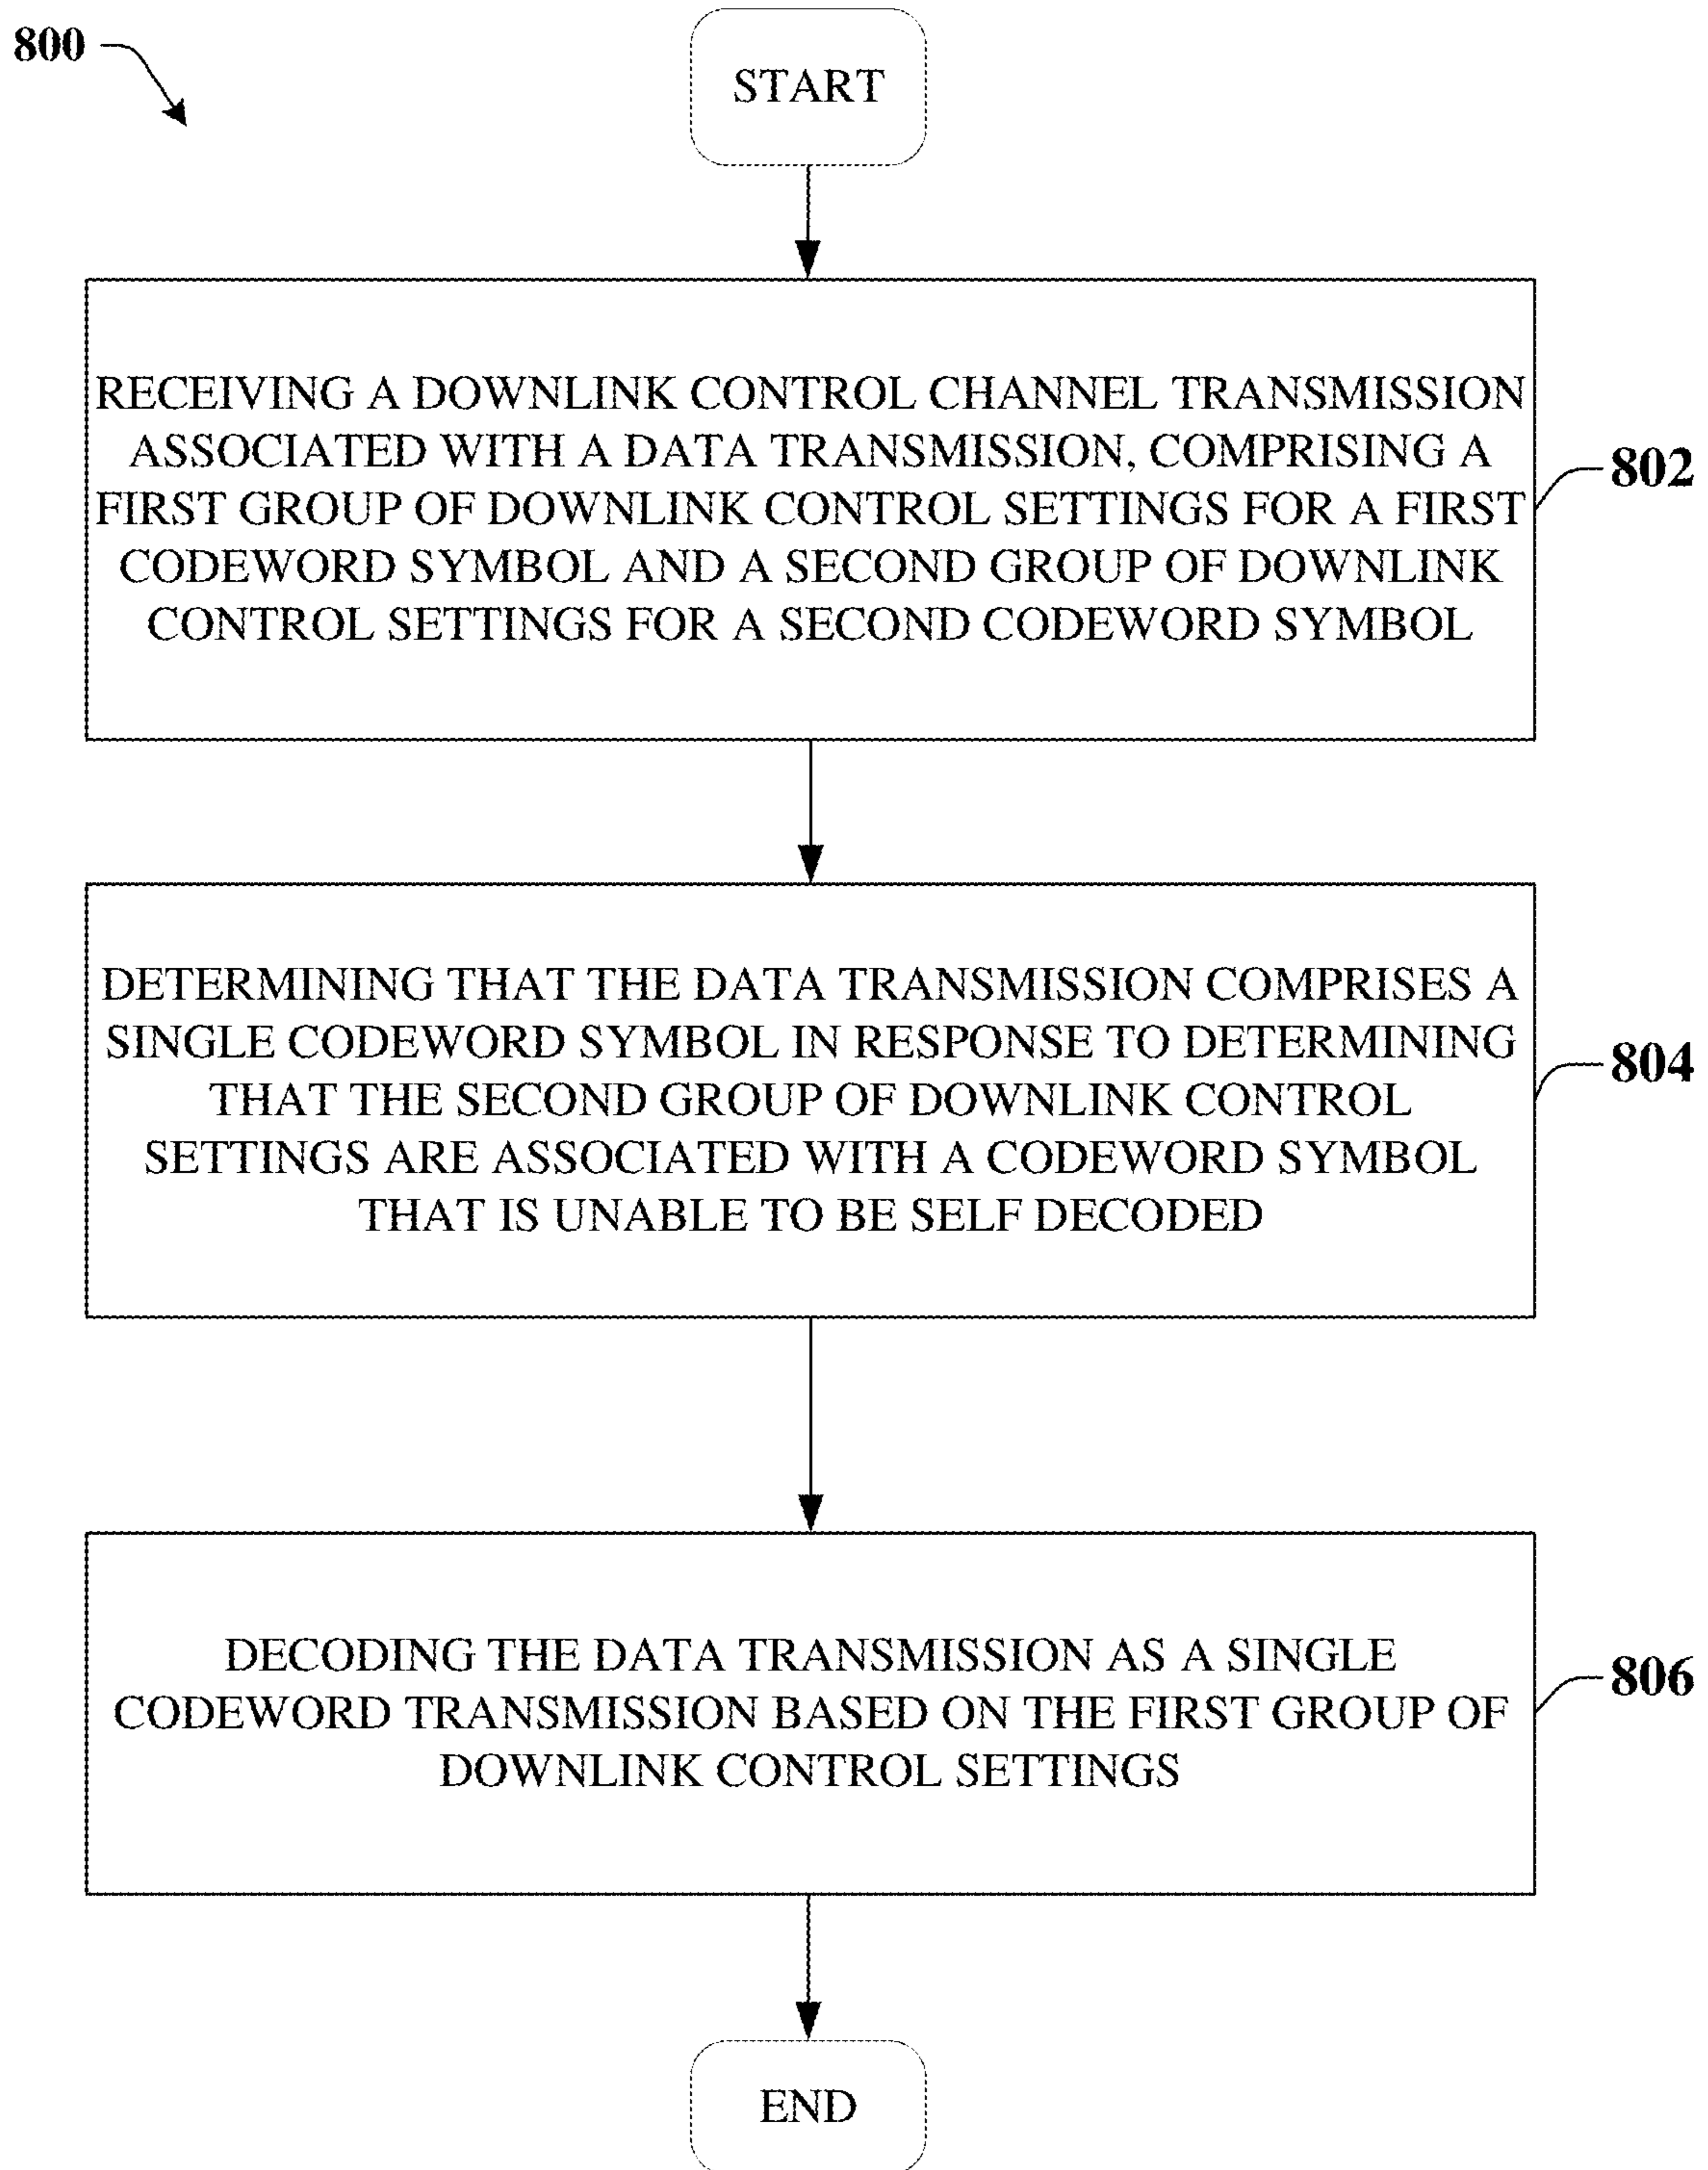 800
START
RECEIVING A DOWNLINK CONTROL CHANNEL TRANSMISSION
ASSOCIATED WITH A DATA TRANSMISSION, COMPRISING A
FIRST GROUP OF DOWNLINK CONTROL SETTINGS FOR A FIRST
CODEWORD SYMBOL AND A SECOND GROUP OF DOWNLINK
CONTROL SETTINGS FOR A SECOND CODEWORD SYMBOL
802
DETERMINING THAT THE DATA TRANSMISSION COMPRISES A
SINGLE CODEWORD SYMBOL IN RESPONSE TO DETERMINING
THAT THE SECOND GROUP OF DOWNLINK CONTROL
SETTINGS ARE ASSOCIATED WITH A CODEWORD SYMBOL
THAT IS UNABLE TO BE SELF DECODED
804
DECODING THE DATA TRANSMISSION AS A SINGLE
CODEWORD TRANSMISSION BASED ON THE FIRST GROUP OF
DOWNLINK CONTROL SETTINGS
806
END